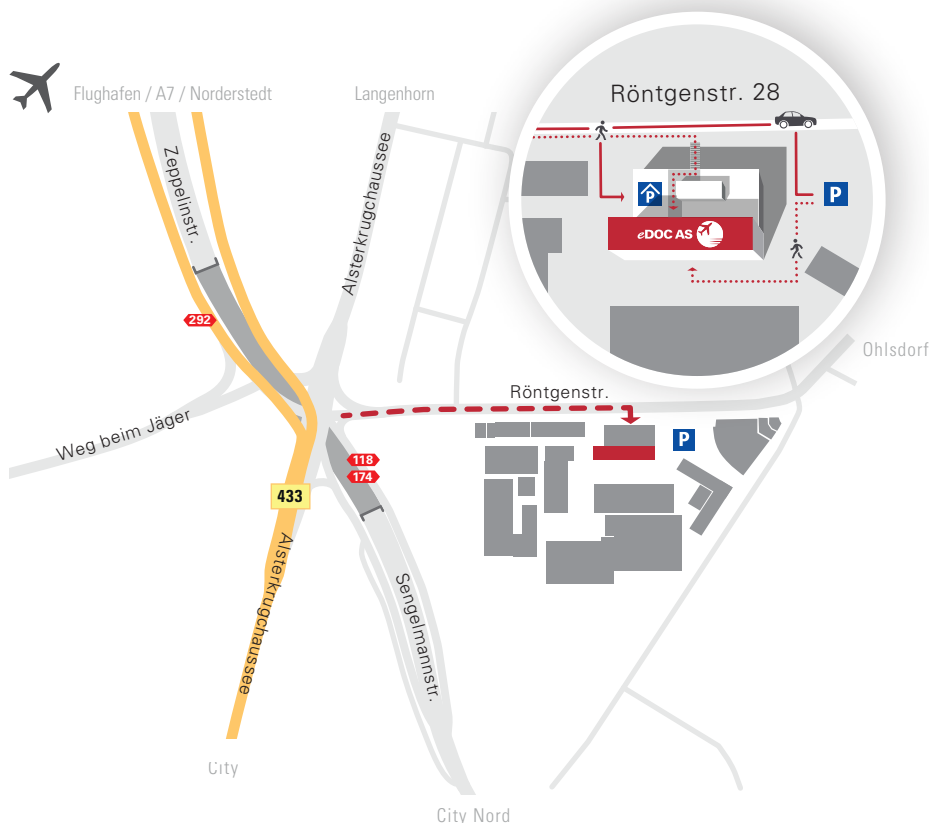 Flughafen / A7 / Norderstedt
Langenhorn
Röntgenstr. 28
P
P
eDOC AS
Zeppelinstr.
Alsterkrugchaussee
292
Ohlsdorf
Röntgenstr.
Weg beim Jäger
P
118
174
433
Alsterkrugchaussee
Sengelmannstr.
City
City Nord